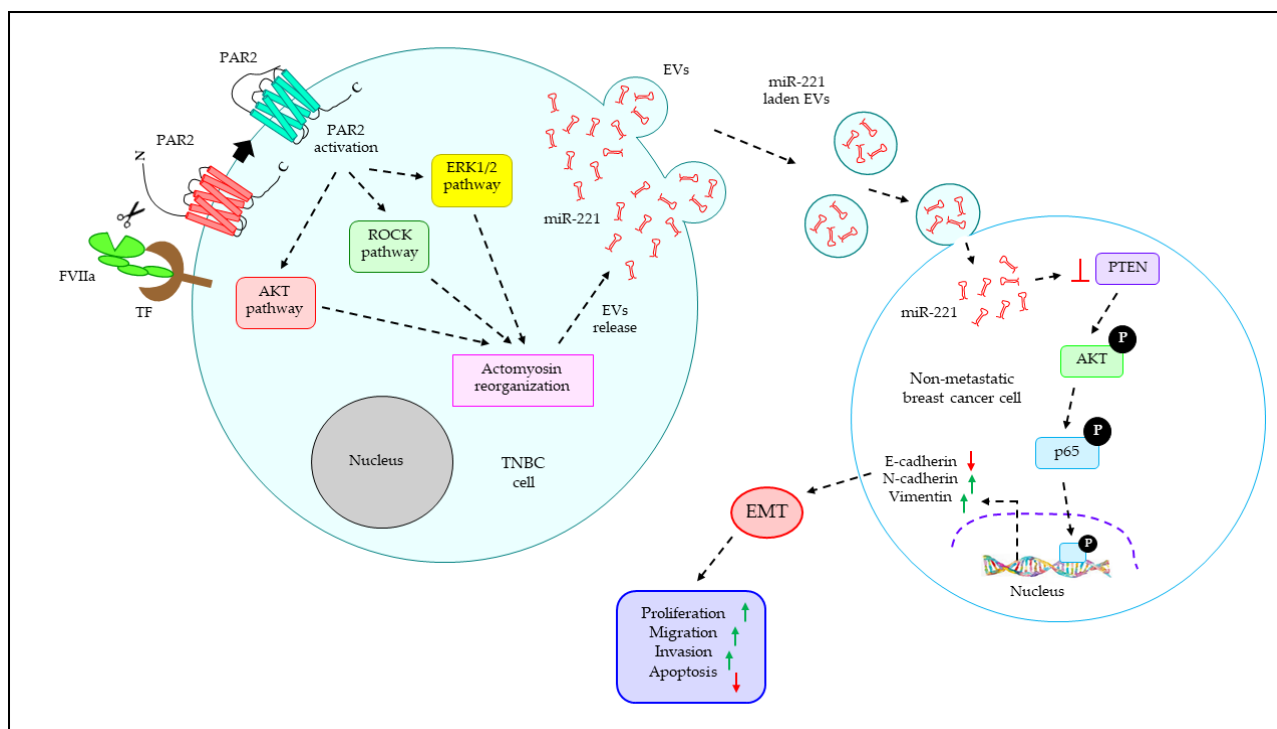 PAR2
N
C
PAR2
N
C
FVIIa
TF
PAR2
activation
ERK1/2
pathway
ROCK
pathway
AKT
pathway
Actomyosin
reorganization
EVs
release
miR-221
EVs
miR-221
laden EVs
Nucleus
TNBC
cell
miR-221
PTEN
AKT
P
Non-metastatic
breast cancer cell
p65
P
E-cadherin
N-cadherin
Vimentin
P
Nucleus
EMT
Proliferation
Migration
Invasion
Apoptosis